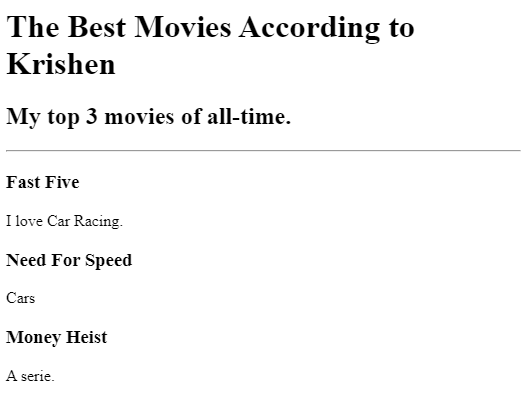 The Best Movies According to
Krishen
My top 3 movies of all-time.
Fast Five
I love Car Racing.
Need For Speed
Cars
Money Heist
A serie.